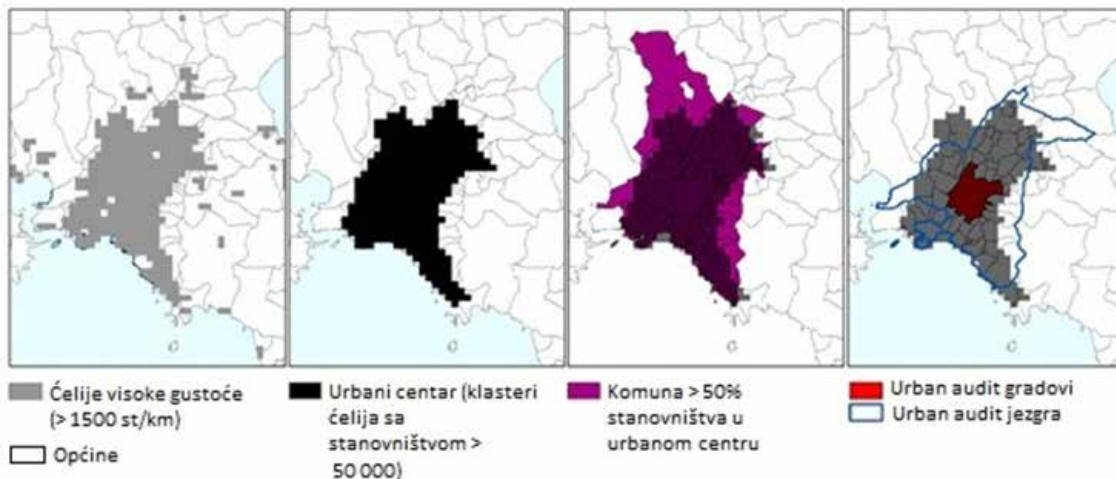 Ćelije visoke gustoće
(> 1500 st/km)
Općine
Urbani centar (klasteri
ćelija sa
stanovništvom >
50 000)
Komuna > 50%
stanovništva u
urbanom centru
Urban audit gradovi
Urban audit jezgra